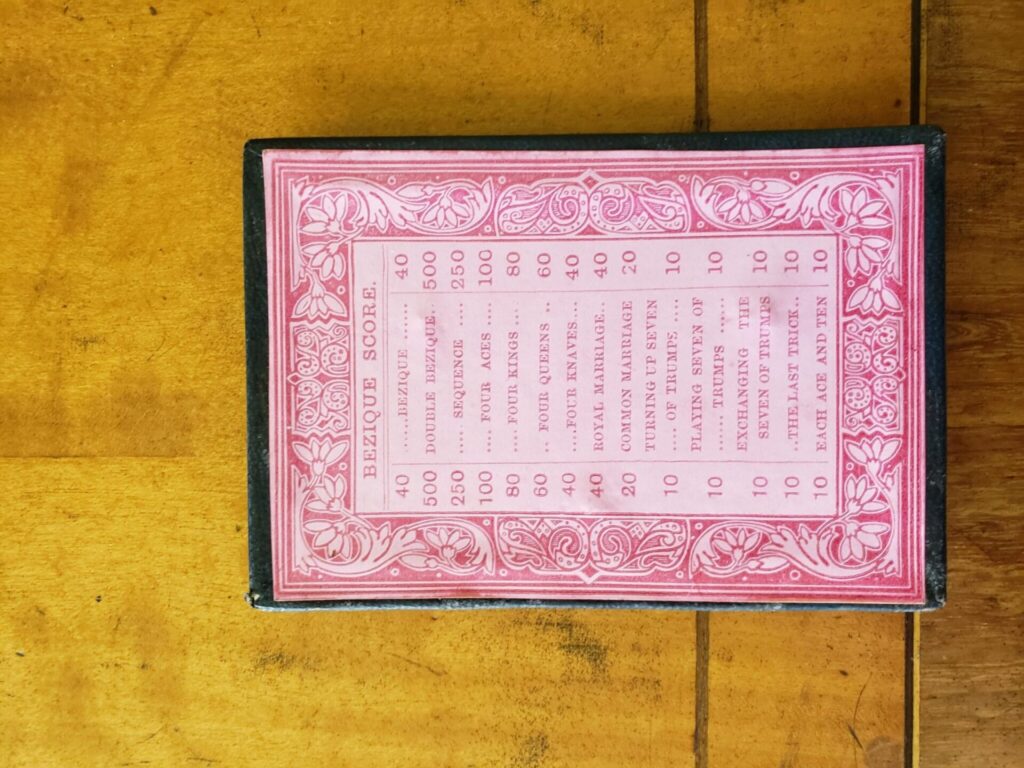 BEZIQUE SCORE.
40 ......BEZIQUE ...... 40
500 DOUBLE BEZIQUE.. 500
250 .... SEQUENCE .... 250
100 .... FOUR ACES .... 100
80 ....FOUR KINGS.... 80
60 ... FOUR QUEENS .. 60
40 ....FOUR KNAVES... 40
40 ROYAL MARRIAGE.. 40
20 COMMON MARRIAGE 20
TURNING UP SEVEN
10 .... OF TRUMPS .... 10
PLAYING SEVEN OF
10 ...... TRUMPS ...... 10
EXCHANGING THE
10 SEVEN OF TRUMPS 10
10 ..THE LAST TRICK.. 10
10 EACH ACE AND TEN 10